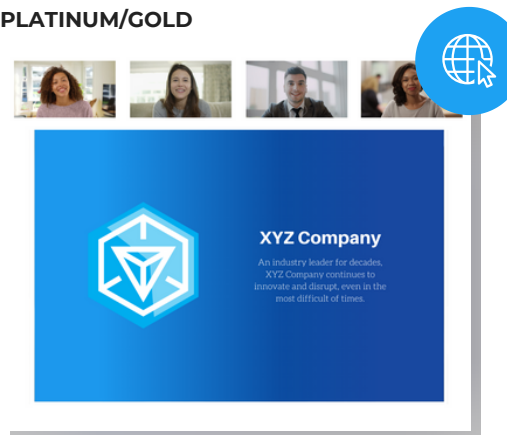 PLATINUM/GOLD
XYZ Company
An industry leader for decades,
XYZ Company continues to
innovate and disrupt, even in the
most difficult of times.